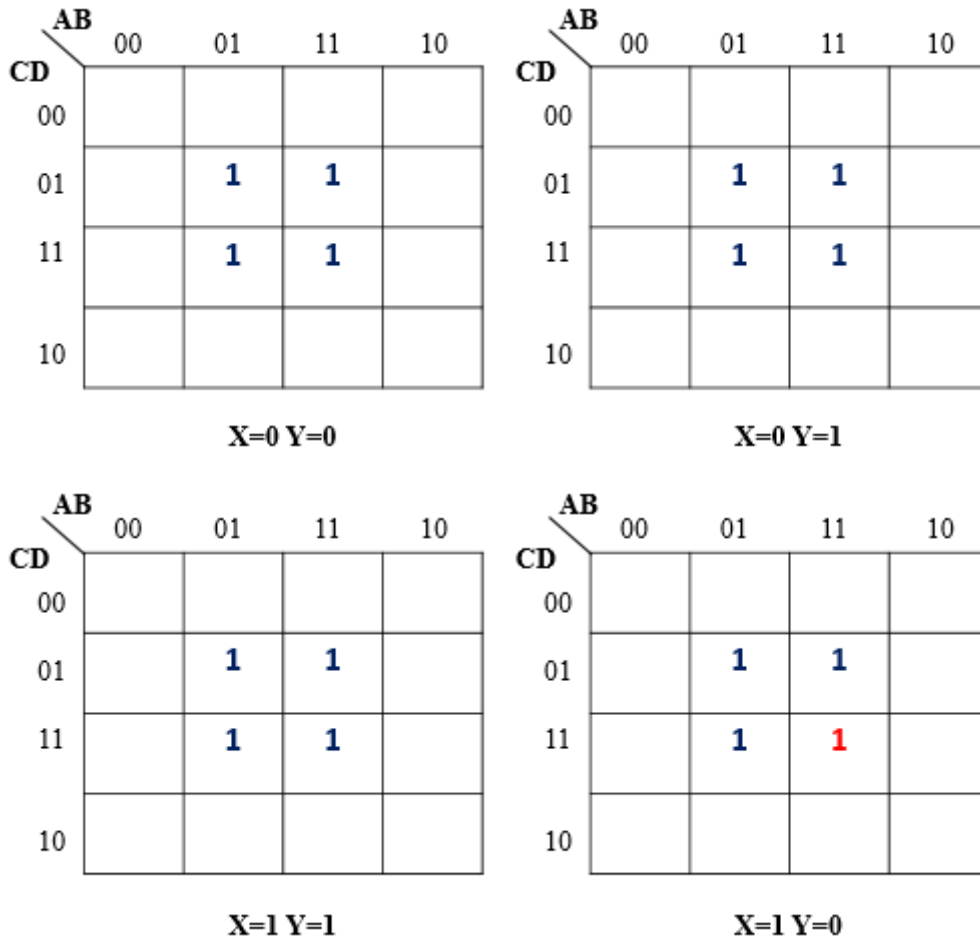 AB AB
00 01 11 10 00 01 11 10
CD CD
00 00
01 1 1 01 1 1
11 1 1 11 1 1
10 10
X=0 Y=0 X=0 Y=1
AB AB
00 01 11 10 00 01 11 10
CD CD
00 00
01 1 1 01 1 1
11 1 1 11 1 1
10 10
X=1 Y=1 X=1 Y=0